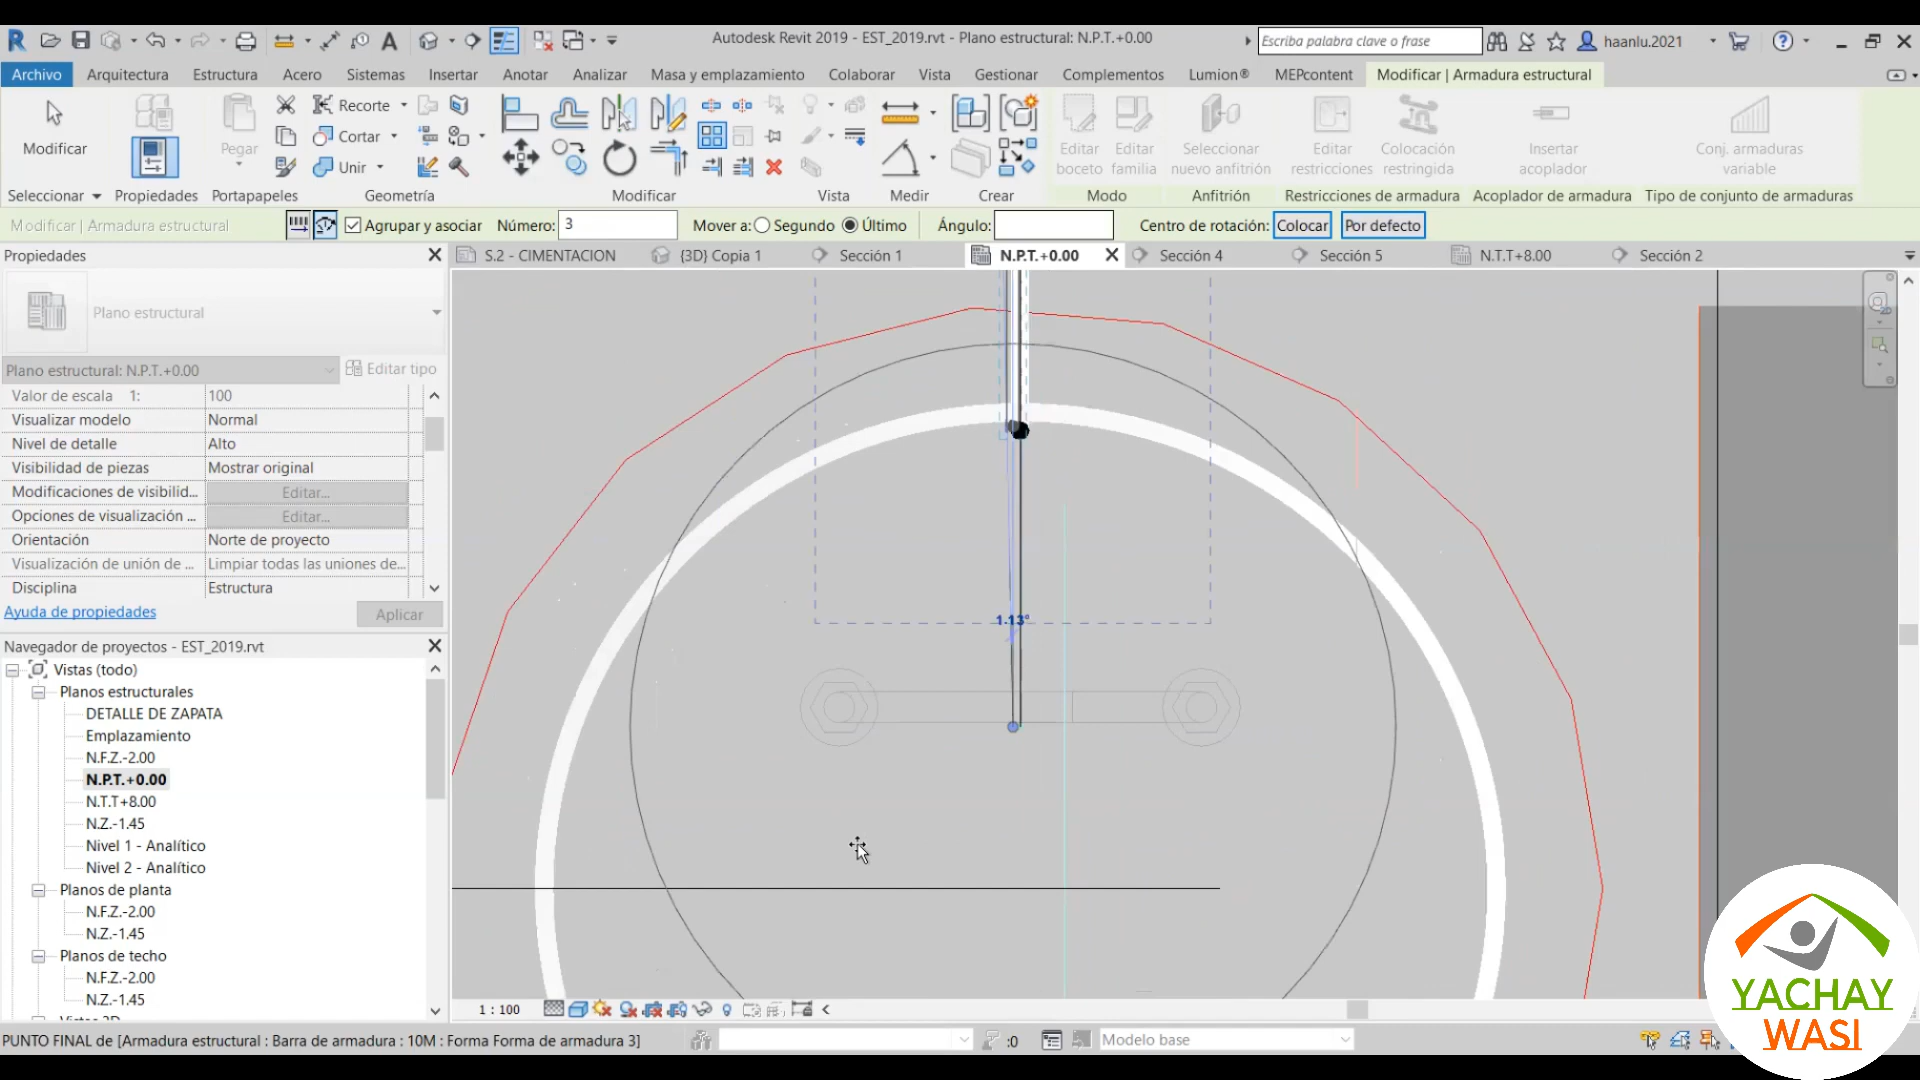 Autodesk Revit 2019 - EST_2019.rvt - Plano estructural: N.P.T.+0.00
Escriba palabra clave o frase
haanlu.2021
Archivo Arquitectura Estructura Acero Sistemas Insertar Anotar Analizar Masa y emplazamiento Colaborar Vista Gestionar Complementos Lumion® MEPcontent Modificar | Armadura estructural
Modificar
Pegar
Recorte
Cortar
Unir
Editar boceto
Editar familia
Seleccionar nuevo anfitrión
Editar restricciones
Colocación restringida
Insertar acoplador
Conj. armaduras variable
Seleccionar Propiedades Portapapeles Geometría Modificar Vista Medir Crear Modo Anfitrión Restricciones de armadura Acoplador de armadura Tipo de conjunto de armaduras
Modificar | Armadura estructural Agrupar y asociar Número: 3 Mover a: Segundo Último Ángulo: Centro de rotación: Colocar Por defecto
Propiedades
S.2 - CIMENTACION {3D} Copia 1 Sección 1 N.P.T.+0.00 Sección 4 Sección 5 N.T.T+8.00 Sección 2
Plano estructural
Plano estructural: N.P.T.+0.00 Editar tipo
Valor de escala 1: 100
Visualizar modelo Normal
Nivel de detalle Alto
Visibilidad de piezas Mostrar original
Modificaciones de visibilid... Editar...
Opciones de visualización ... Editar...
Orientación Norte de proyecto
Visualización de unión de ... Limpiar todas las uniones de...
Disciplina Estructura
Ayuda de propiedades Aplicar
Navegador de proyectos - EST_2019.rvt
Vistas (todo)
Planos estructurales
DETALLE DE ZAPATA
Emplazamiento
N.F.Z.-2.00
N.P.T.+0.00
N.T.T+8.00
N.Z.-1.45
Nivel 1 - Analítico
Nivel 2 - Analítico
Planos de planta
N.F.Z.-2.00
N.Z.-1.45
Planos de techo
N.F.Z.-2.00
N.Z.-1.45
1.13°
1 : 100
PUNTO FINAL de [Armadura estructural : Barra de armadura : 10M : Forma Forma de armadura 3]
:0
Modelo base
YACHAY
WASI